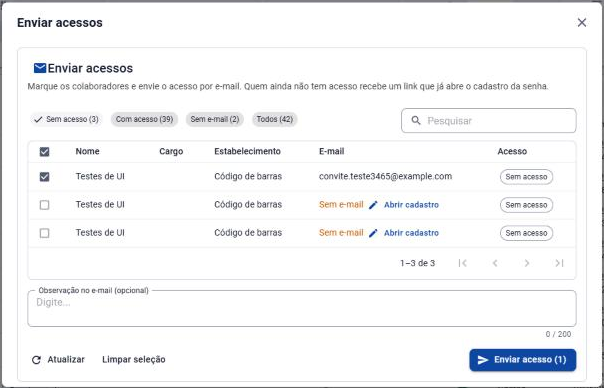 Enviar acessos
Enviar acessos
Marque os colaboradores e envie o acesso por e-mail. Quem ainda não tem acesso recebe um link que já abre o cadastro da senha.
Sem acesso (3) Com acesso (39) Sem e-mail (2) Todos (42) Pesquisar
Nome Cargo Estabelecimento E-mail Acesso
Testes de UI Código de barras convite.teste3465@example.com Sem acesso
Testes de UI Código de barras Sem e-mail Abrir cadastro Sem acesso
Testes de UI Código de barras Sem e-mail Abrir cadastro Sem acesso
1–3 de 3
Observação no e-mail (opcional)
Digite...
0 / 200
Atualizar Limpar seleção Enviar acesso (1)